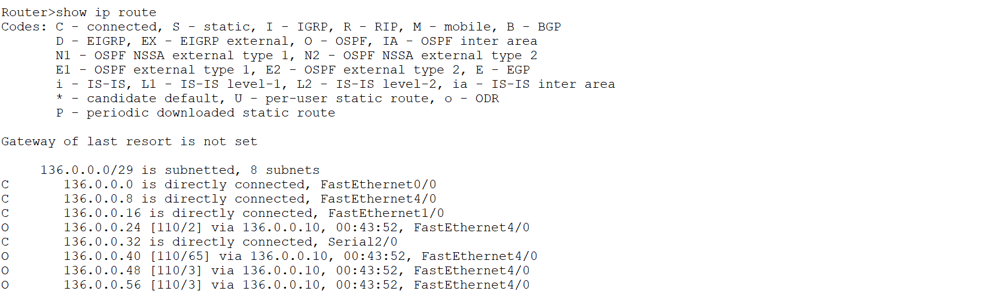 Router>show ip route
Codes: C - connected, S - static, I - IGRP, R - RIP, M - mobile, B - BGP
       D - EIGRP, EX - EIGRP external, O - OSPF, IA - OSPF inter area
       N1 - OSPF NSSA external type 1, N2 - OSPF NSSA external type 2
       E1 - OSPF external type 1, E2 - OSPF external type 2, E - EGP
       i - IS-IS, L1 - IS-IS level-1, L2 - IS-IS level-2, ia - IS-IS inter area
       * - candidate default, U - per-user static route, o - ODR
       P - periodic downloaded static route

Gateway of last resort is not set

     136.0.0.0/29 is subnetted, 8 subnets
C       136.0.0.0 is directly connected, FastEthernet0/0
C       136.0.0.8 is directly connected, FastEthernet4/0
C       136.0.0.16 is directly connected, FastEthernet1/0
O       136.0.0.24 [110/2] via 136.0.0.10, 00:43:52, FastEthernet4/0
C       136.0.0.32 is directly connected, Serial2/0
O       136.0.0.40 [110/65] via 136.0.0.10, 00:43:52, FastEthernet4/0
O       136.0.0.48 [110/3] via 136.0.0.10, 00:43:52, FastEthernet4/0
O       136.0.0.56 [110/3] via 136.0.0.10, 00:43:52, FastEthernet4/0